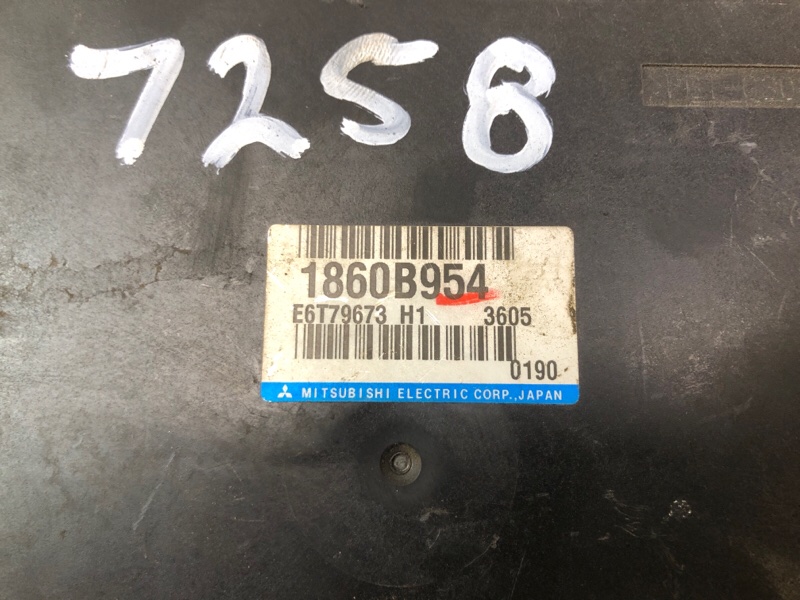 7258
1860B954
E6T79673 H1 3605
0190
MITSUBISHI ELECTRIC CORP.,JAPAN